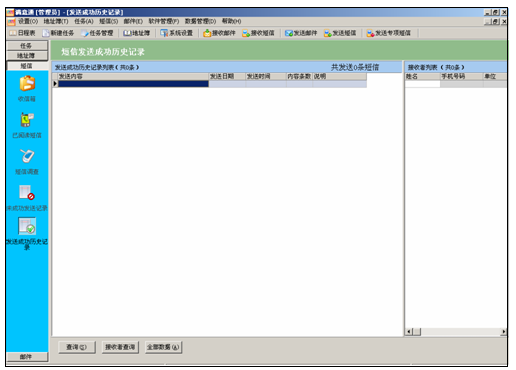 满意通 [管理员] - [发送成功历史记录]
设置(O) 地址簿(T) 任务(A) 短信(S) 邮件(E) 软件管理(P) 数据管理(D) 帮助(H)
日程表 新建任务 任务管理 地址簿 系统设置 接收邮件 接收短信 发送邮件 发送短信 发送专项短信
任务
地址簿
短信
收信箱
已阅读短信
短信调查
未成功发送记录
发送成功历史记录
邮件
短信发送成功历史记录
发送成功历史记录列表（共0条） 共发送0条短信
发送内容 发送日期 发送时间 内容条数 说明
接收者列表（共0条）
姓名 手机号码 单位
查询(C) 接收者查询 全部数据(A)